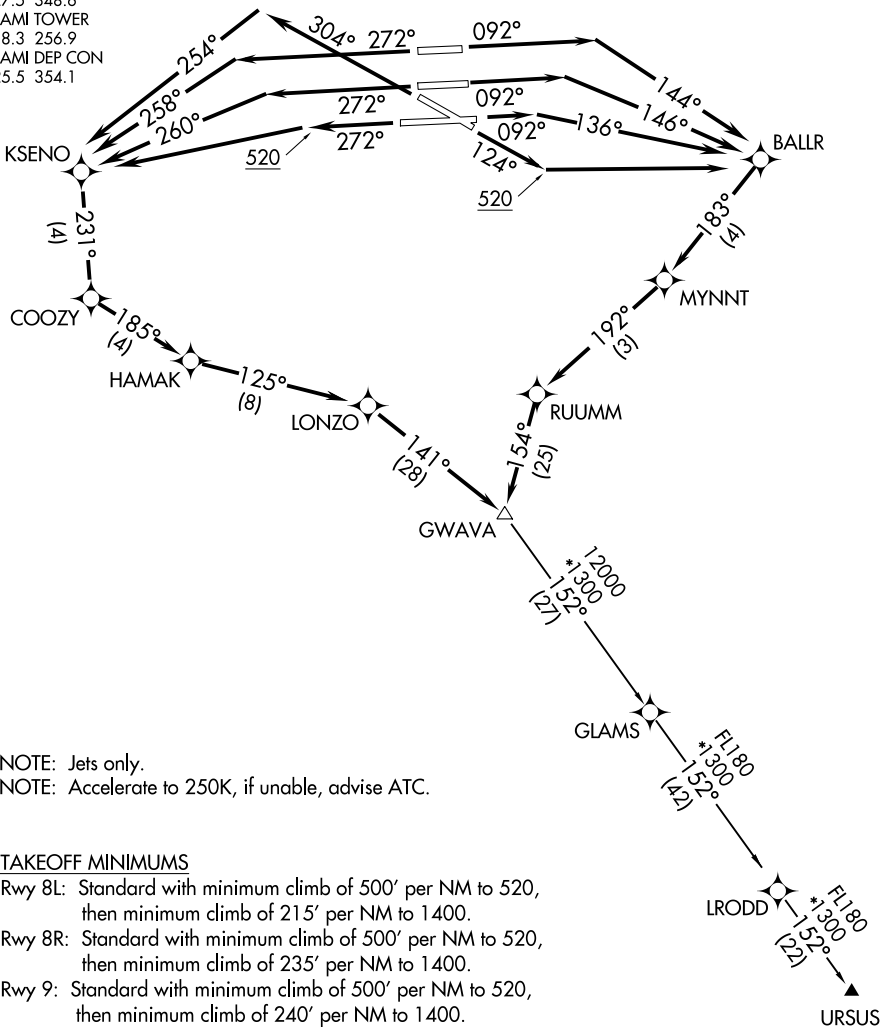 AMI TOWER
8.3 256.9
AMI DEP CON
5.5 354.1
304°
272°
092°
254°
144°
258°
272°
092°
146°
260°
272°
092°
136°
KSENO
520
124°
BALLR
520
231°
(4)
183°
(4)
COOZY
MYNNT
185°
(4)
192°
(3)
HAMAK
125°
(8)
LONZO
RUUMM
154°
(25)
141°
(28)
GWAVA
12000
*1300
152°
(27)
GLAMS
FL180
*1300
152°
(42)
LRODD
FL180
*1300
152°
(22)
URSUS
NOTE: Jets only.
NOTE: Accelerate to 250K, if unable, advise ATC.
TAKEOFF MINIMUMS
Rwy 8L: Standard with minimum climb of 500' per NM to 520,
then minimum climb of 215' per NM to 1400.
Rwy 8R: Standard with minimum climb of 500' per NM to 520,
then minimum climb of 235' per NM to 1400.
Rwy 9: Standard with minimum climb of 500' per NM to 520,
then minimum climb of 240' per NM to 1400.